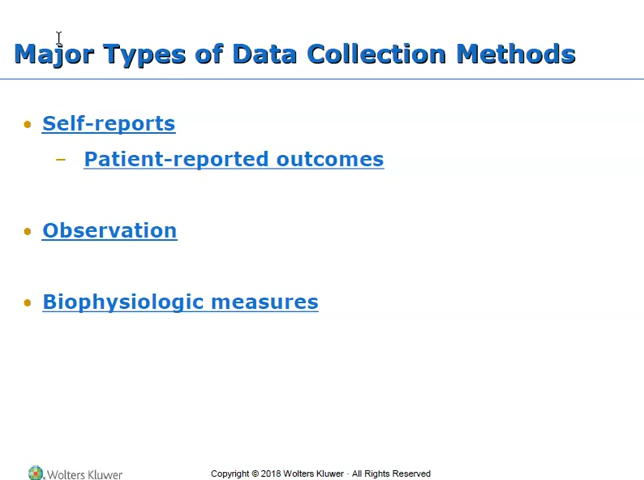 Major Types of Data Collection Methods
• Self-reports
– Patient-reported outcomes
• Observation
• Biophysiologic measures
Wolters Kluwer
Copyright © 2018 Wolters Kluwer · All Rights Reserved